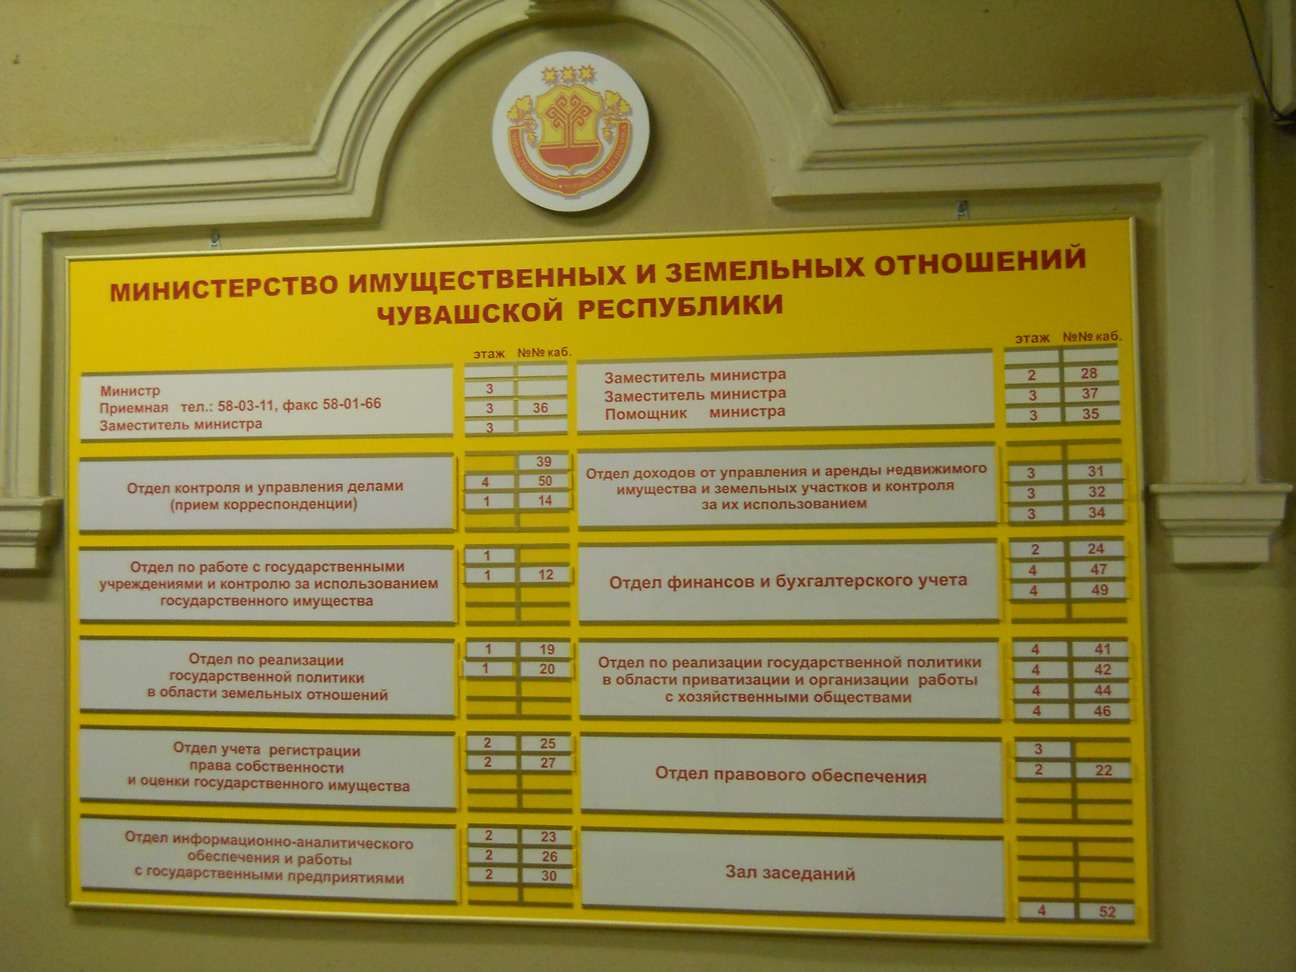 МИНИСТЕРСТВО ИМУЩЕСТВЕННЫХ И ЗЕМЕЛЬНЫХ ОТНОШЕНИЙ
ЧУВАШСКОЙ РЕСПУБЛИКИ
этаж №№ каб.
Министр 3
Приемная тел.: 58-03-11, факс 58-01-66 3 36
Заместитель министра 3
39
Отдел контроля и управления делами 4 50
(прием корреспонденции) 1 14
1
Отдел по работе с государственными 1 12
учреждениями и контролю за использованием
государственного имущества
1 19
Отдел по реализации 1 20
государственной политики
в области земельных отношений
2 25
Отдел учета регистрации 2 27
права собственности
и оценки государственного имущества
Отдел информационно-аналитического 2 23
обеспечения и работы 2 26
с государственными предприятиями 2 30
этаж №№ каб.
Заместитель министра 2 28
Заместитель министра 3 37
Помощник министра 3 35
Отдел доходов от управления и аренды недвижимого 3 31
имущества и земельных участков и контроля 3 32
за их использованием 3 34
2 24
Отдел финансов и бухгалтерского учета 4 47
4 49
4 41
Отдел по реализации государственной политики 4 42
в области приватизации и организации работы 4 44
с хозяйственными обществами 4 46
3
Отдел правового обеспечения 2 22
Зал заседаний
4 52